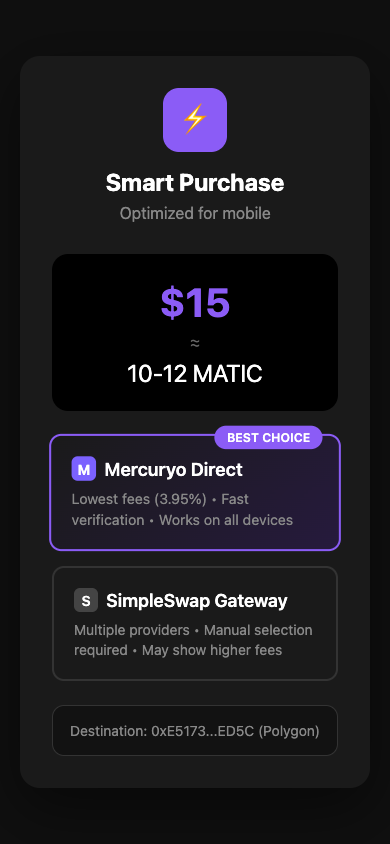 Smart Purchase
Optimized for mobile
$15
≈
10-12 MATIC
BEST CHOICE
M Mercuryo Direct
Lowest fees (3.95%) • Fast
verification • Works on all devices
S SimpleSwap Gateway
Multiple providers • Manual selection
required • May show higher fees
Destination: 0xE5173...ED5C (Polygon)